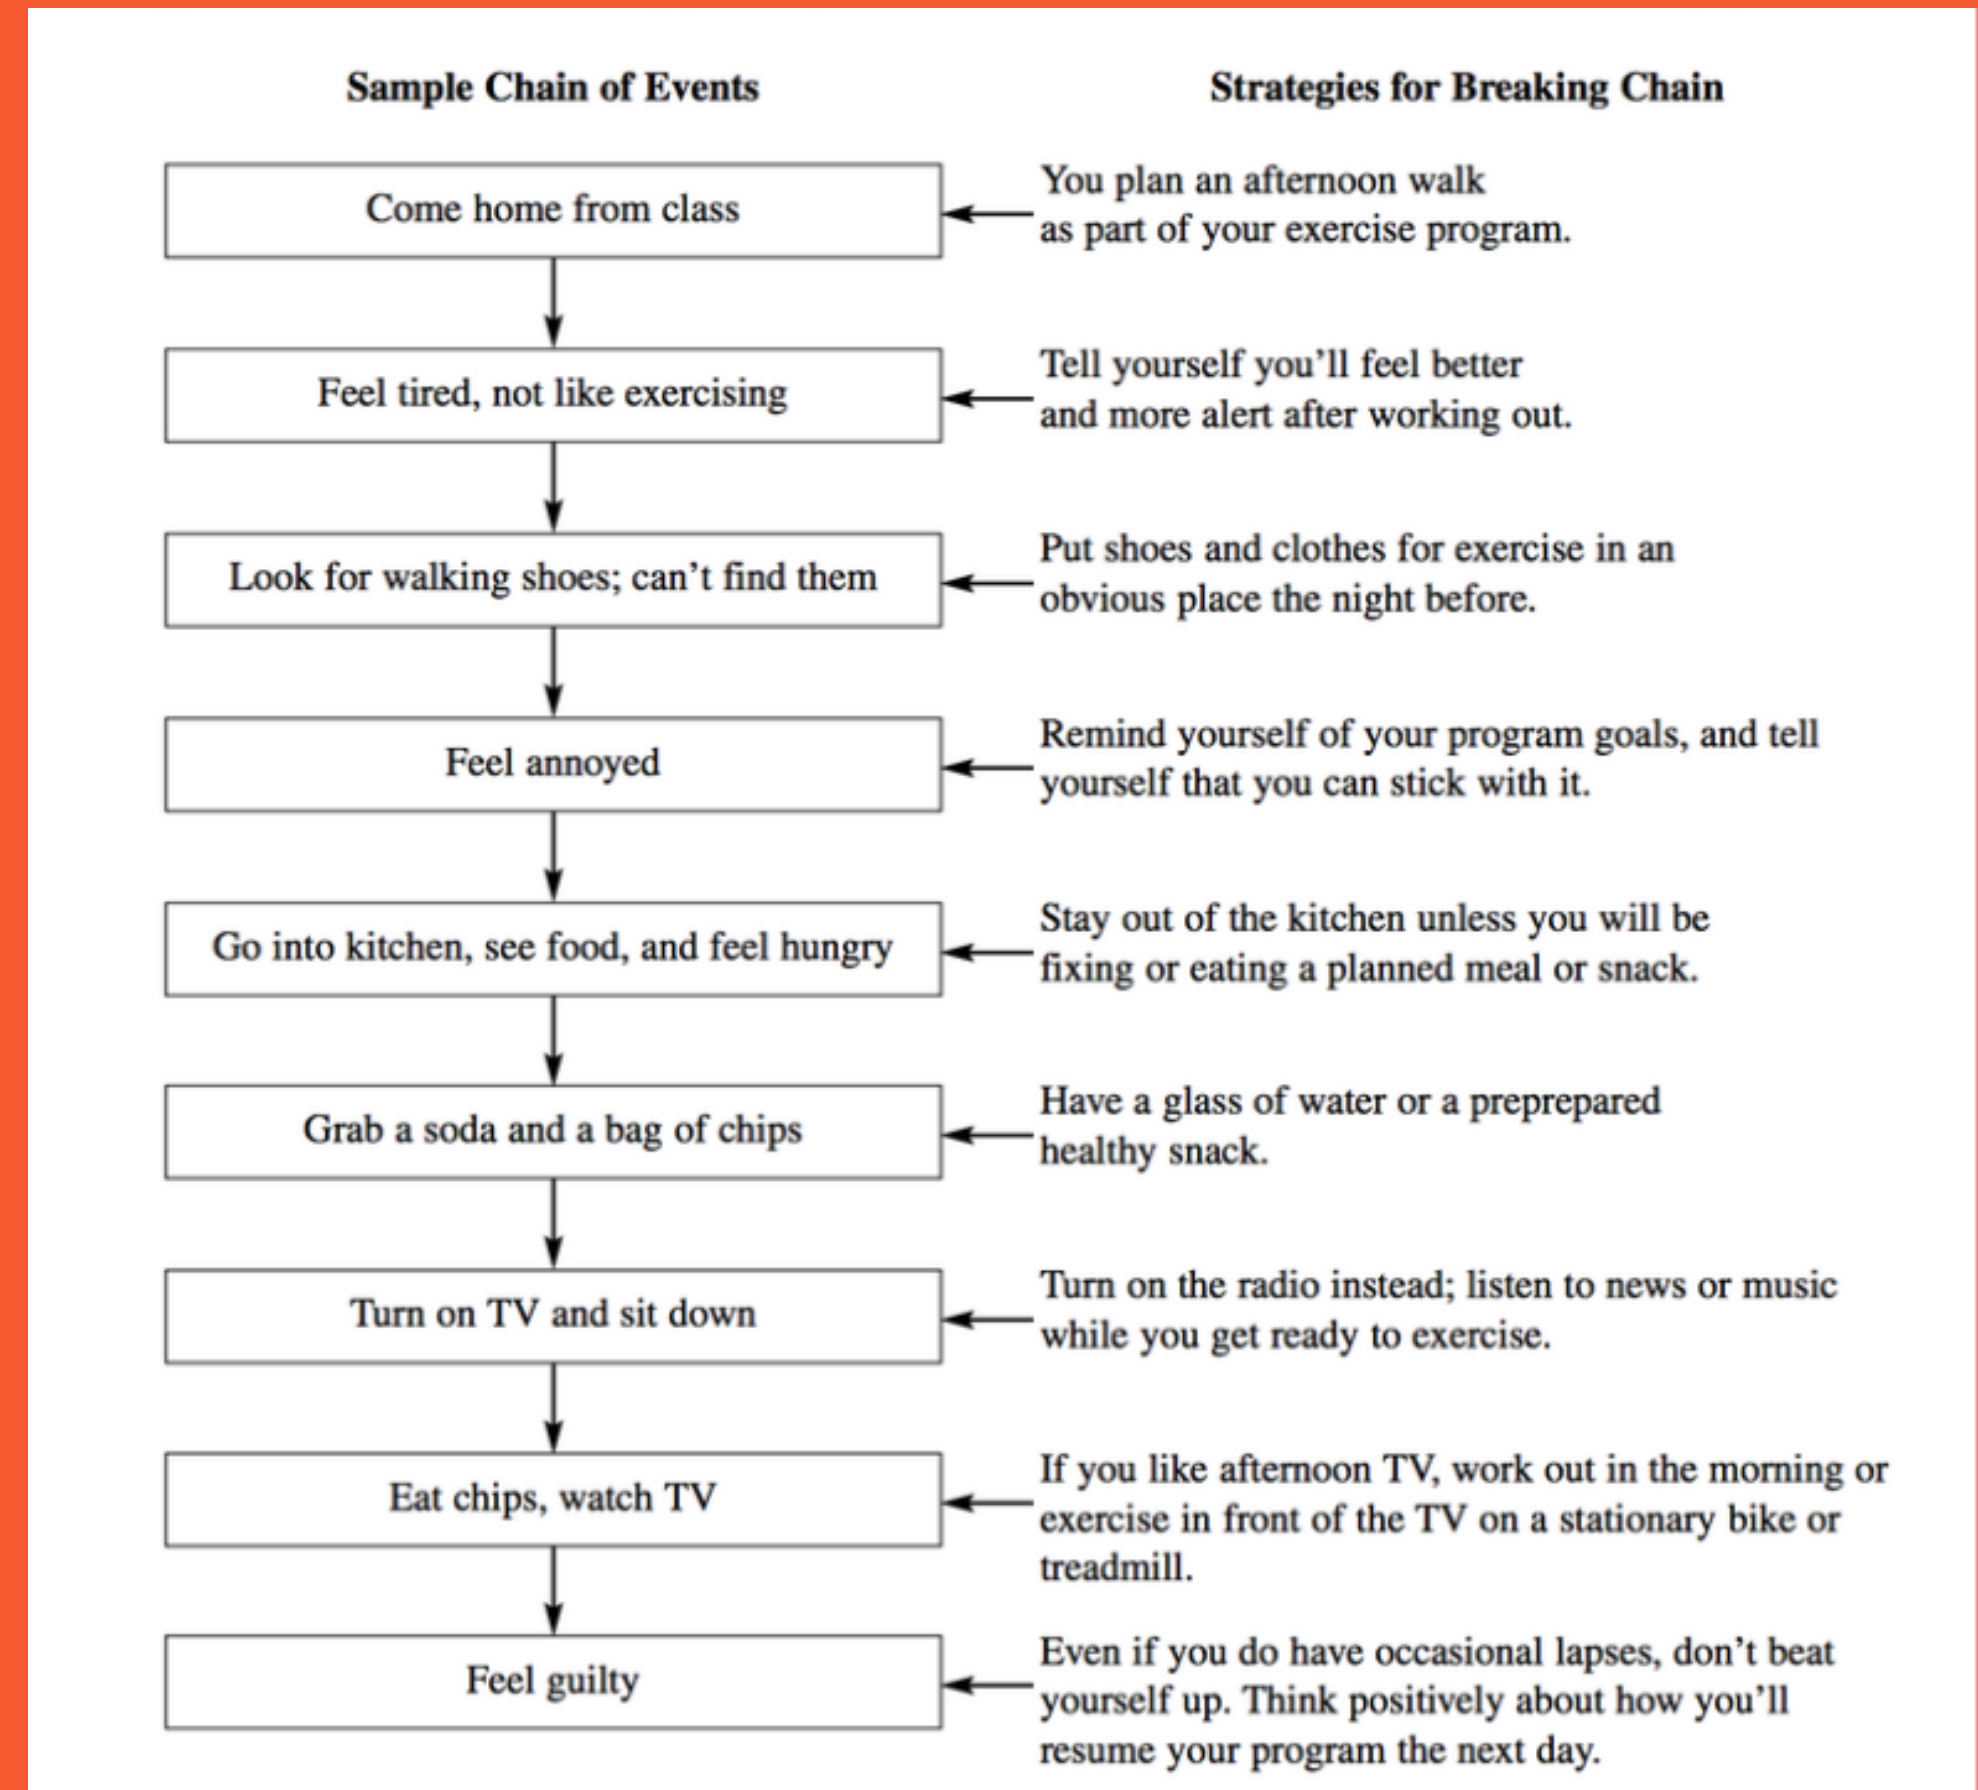 Sample Chain of Events
Strategies for Breaking Chain
Come home from class
You plan an afternoon walk
as part of your exercise program.
Feel tired, not like exercising
Tell yourself you'll feel better
and more alert after working out.
Look for walking shoes; can't find them
Put shoes and clothes for exercise in an
obvious place the night before.
Feel annoyed
Remind yourself of your program goals, and tell
yourself that you can stick with it.
Go into kitchen, see food, and feel hungry
Stay out of the kitchen unless you will be
fixing or eating a planned meal or snack.
Grab a soda and a bag of chips
Have a glass of water or a preprepared
healthy snack.
Turn on TV and sit down
Turn on the radio instead; listen to news or music
while you get ready to exercise.
Eat chips, watch TV
If you like afternoon TV, work out in the morning or
exercise in front of the TV on a stationary bike or
treadmill.
Feel guilty
Even if you do have occasional lapses, don't beat
yourself up. Think positively about how you'll
resume your program the next day.